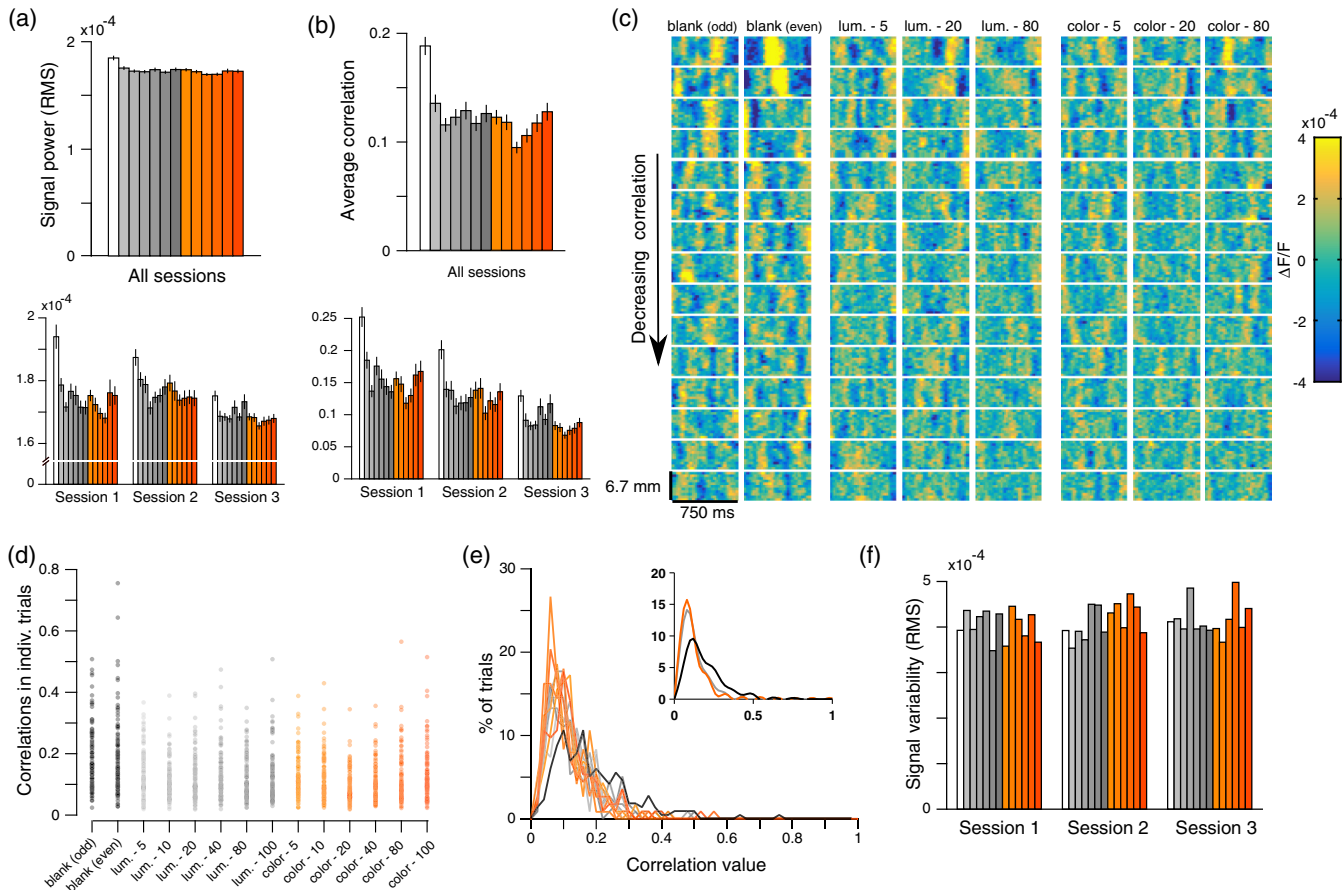 (a)
×10⁻⁴
2
1
0
Signal power (RMS)
All sessions
×10⁻⁴
2
1.8
1.6
0
Session 1
Session 2
Session 3
(b)
0.2
0.1
0
Average correlation
All sessions
0.25
0.2
0.15
0.1
0.05
0
Session 1
Session 2
Session 3
(c)
blank (odd)
blank (even)
lum. - 5
lum. - 20
lum. - 80
color - 5
color - 20
color - 80
Decreasing correlation
6.7 mm
750 ms
×10⁻⁴
4
2
0
-2
-4
ΔF/F
(d)
0.8
0.6
0.4
0.2
0
Correlations in indiv. trials
blank (odd)
blank (even)
lum. - 5
lum. - 10
lum. - 20
lum. - 40
lum. - 80
lum. - 100
color - 5
color - 10
color - 20
color - 40
color - 80
color - 100
(e)
30
20
10
0
% of trials
0
0.2
0.4
0.6
0.8
1
Correlation value
20
15
10
5
0
0
0.5
1
(f)
×10⁻⁴
5
0
Signal variability (RMS)
Session 1
Session 2
Session 3